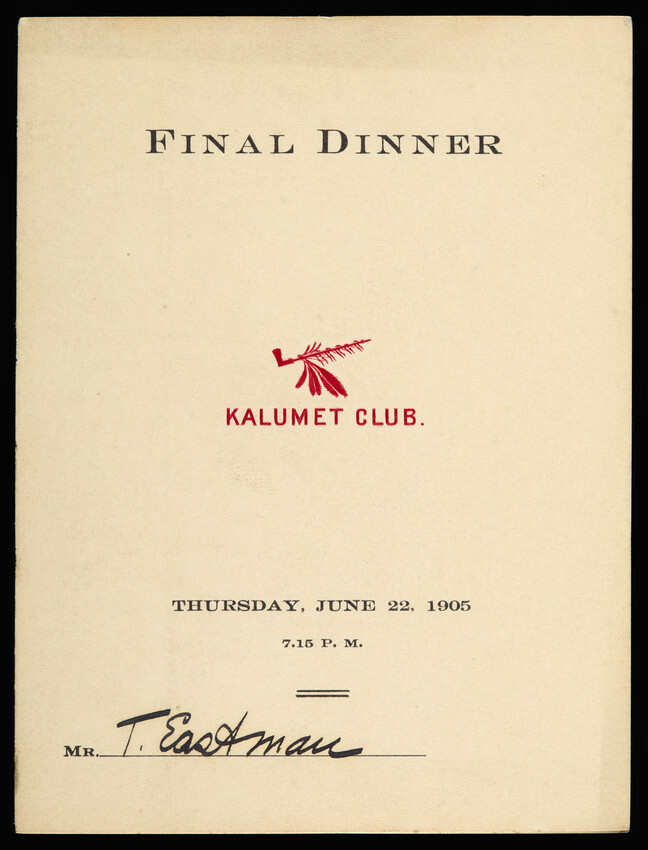 FINAL DINNER
KALUMET CLUB.
THURSDAY, JUNE 22, 1905
7.15 P. M.
MR. T. Eastman